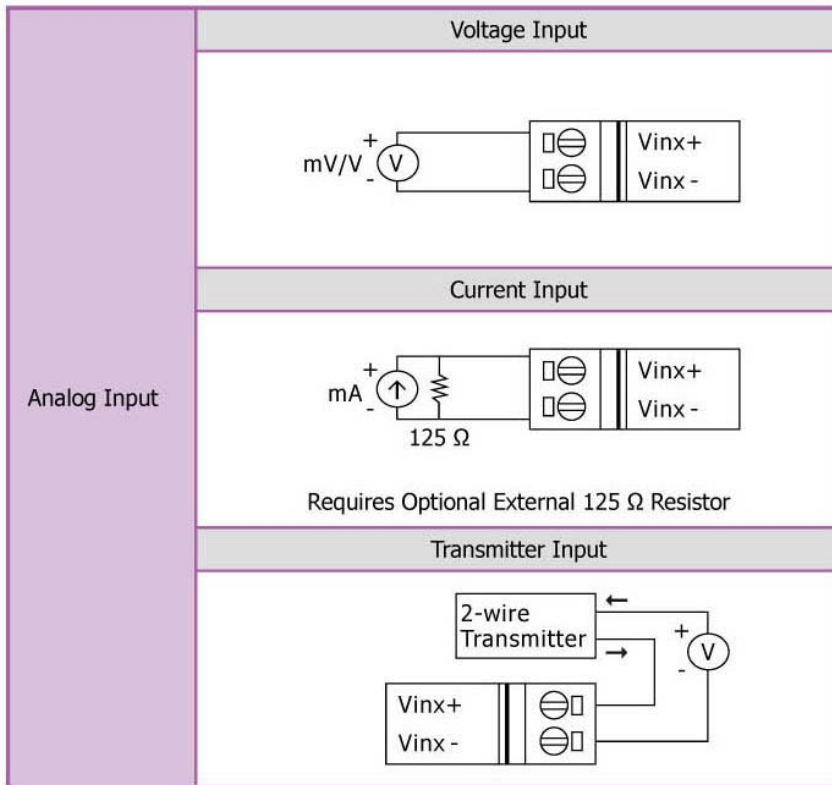 Analog Input
Voltage Input
+
mV/V
V
-
Vinx+
Vinx -
Current Input
+
mA
-
125 Ω
Vinx+
Vinx -
Requires Optional External 125 Ω Resistor
Transmitter Input
2-wire
Transmitter
+
V
-
Vinx+
Vinx -